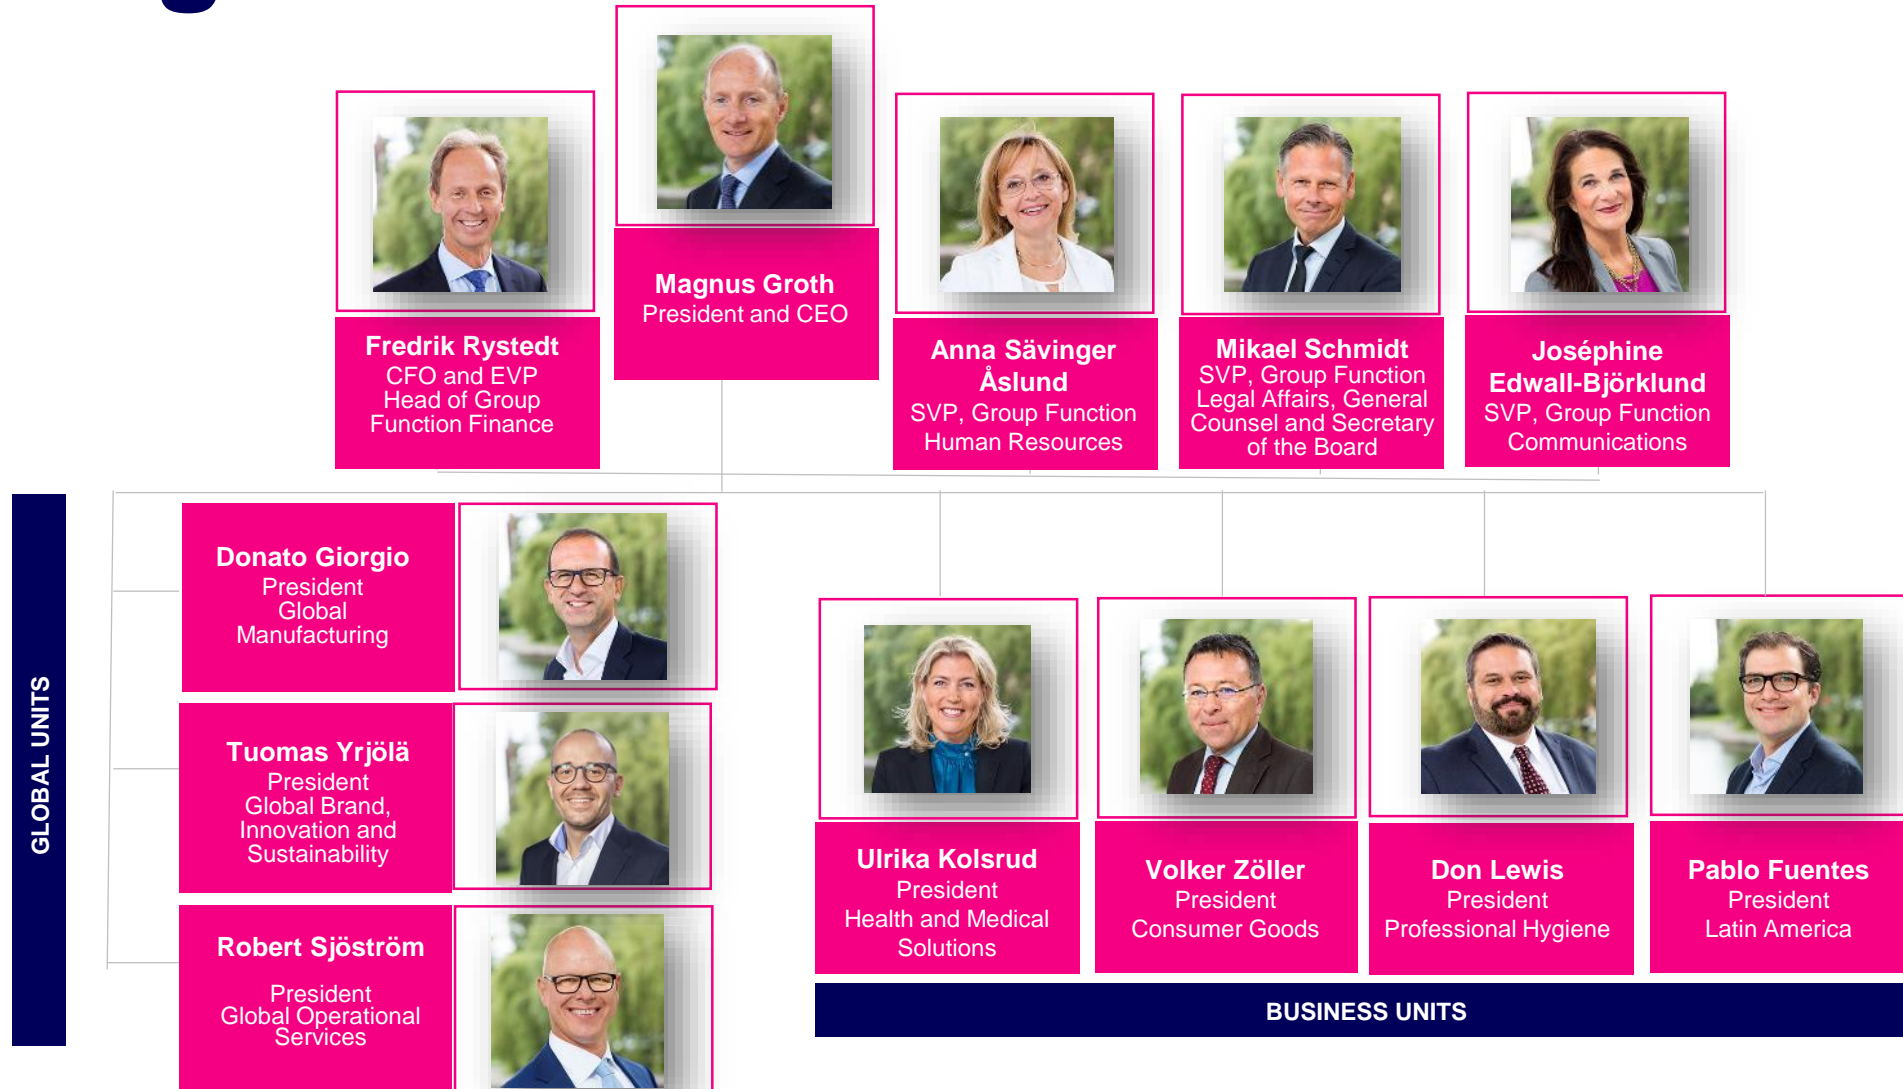 Magnus Groth
President and CEO
Fredrik Rystedt
CFO and EVP
Head of Group
Function Finance
Anna Sävinger
Åslund
SVP, Group Function
Human Resources
Mikael Schmidt
SVP, Group Function
Legal Affairs, General
Counsel and Secretary
of the Board
Joséphine
Edwall-Björklund
SVP, Group Function
Communications
GLOBAL UNITS
Donato Giorgio
President
Global
Manufacturing
Tuomas Yrjölä
President
Global Brand,
Innovation and
Sustainability
Robert Sjöström
President
Global Operational
Services
Ulrika Kolsrud
President
Health and Medical
Solutions
Volker Zöller
President
Consumer Goods
Don Lewis
President
Professional Hygiene
Pablo Fuentes
President
Latin America
BUSINESS UNITS